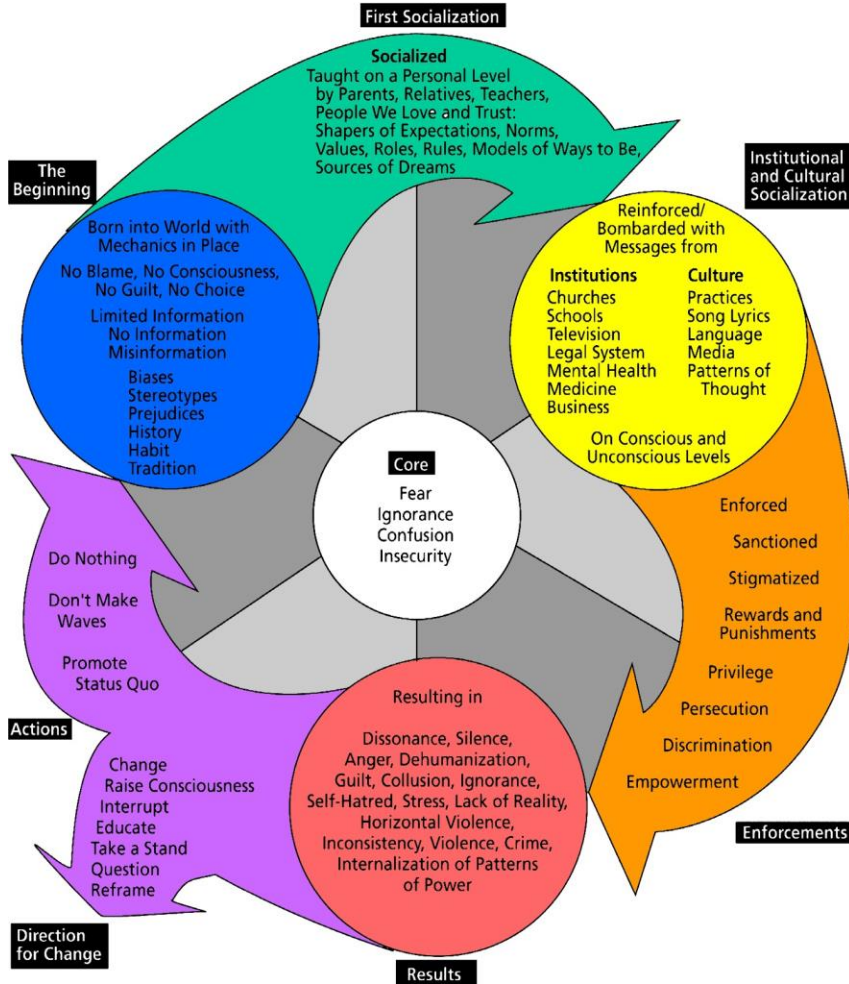 First Socialization
Socialized
Taught on a Personal Level
by Parents, Relatives, Teachers,
People We Love and Trust:
Shapers of Expectations, Norms,
Values, Roles, Rules, Models of Ways to Be,
Sources of Dreams
The
Beginning
Born into World with
Mechanics in Place
No Blame, No Consciousness,
No Guilt, No Choice
Limited Information
No Information
Misinformation
Biases
Stereotypes
Prejudices
History
Habit
Tradition
Institutional
and Cultural
Socialization
Reinforced/
Bombarded with
Messages from
Institutions
Churches
Schools
Television
Legal System
Mental Health
Medicine
Business
Culture
Practices
Song Lyrics
Language
Media
Patterns of
Thought
On Conscious and
Unconscious Levels
Core
Fear
Ignorance
Confusion
Insecurity
Enforced
Sanctioned
Stigmatized
Rewards and
Punishments
Privilege
Persecution
Discrimination
Empowerment
Enforcements
Resulting in
Dissonance, Silence,
Anger, Dehumanization,
Guilt, Collusion, Ignorance,
Self-Hatred, Stress, Lack of Reality,
Horizontal Violence,
Inconsistency, Violence, Crime,
Internalization of Patterns
of Power
Results
Do Nothing
Don't Make
Waves
Promote
Status Quo
Actions
Change
Raise Consciousness
Interrupt
Educate
Take a Stand
Question
Reframe
Direction
for Change